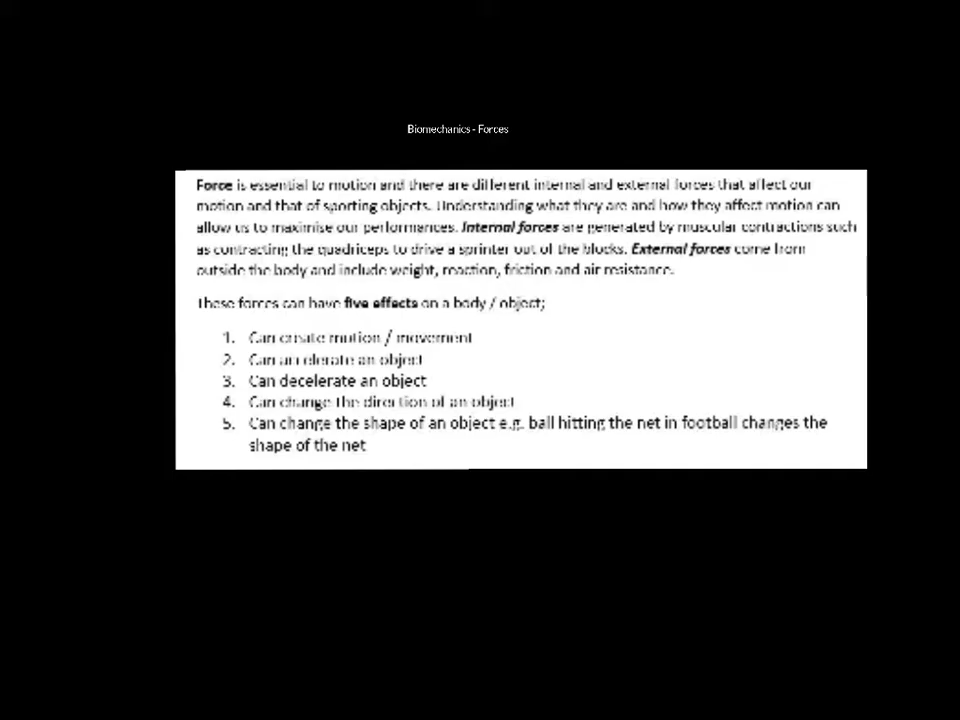 Biomechanics - Forces
Force is essential to motion and there are different internal and external forces that affect our
motion and that of sporting objects. Understanding what they are and how they affect motion can
allow us to maximise our performances. Internal forces are generated by muscular contractions such
as contracting the quadriceps to drive a sprinter out of the blocks. External forces come from
outside the body and include weight, reaction, friction and air resistance.
These forces can have five effects on a body / object;
1. Can create motion / movement
2. Can accelerate an object
3. Can decelerate an object
4. Can change the direction of an object
5. Can change the shape of an object e.g. ball hitting the net in football changes the
shape of the net